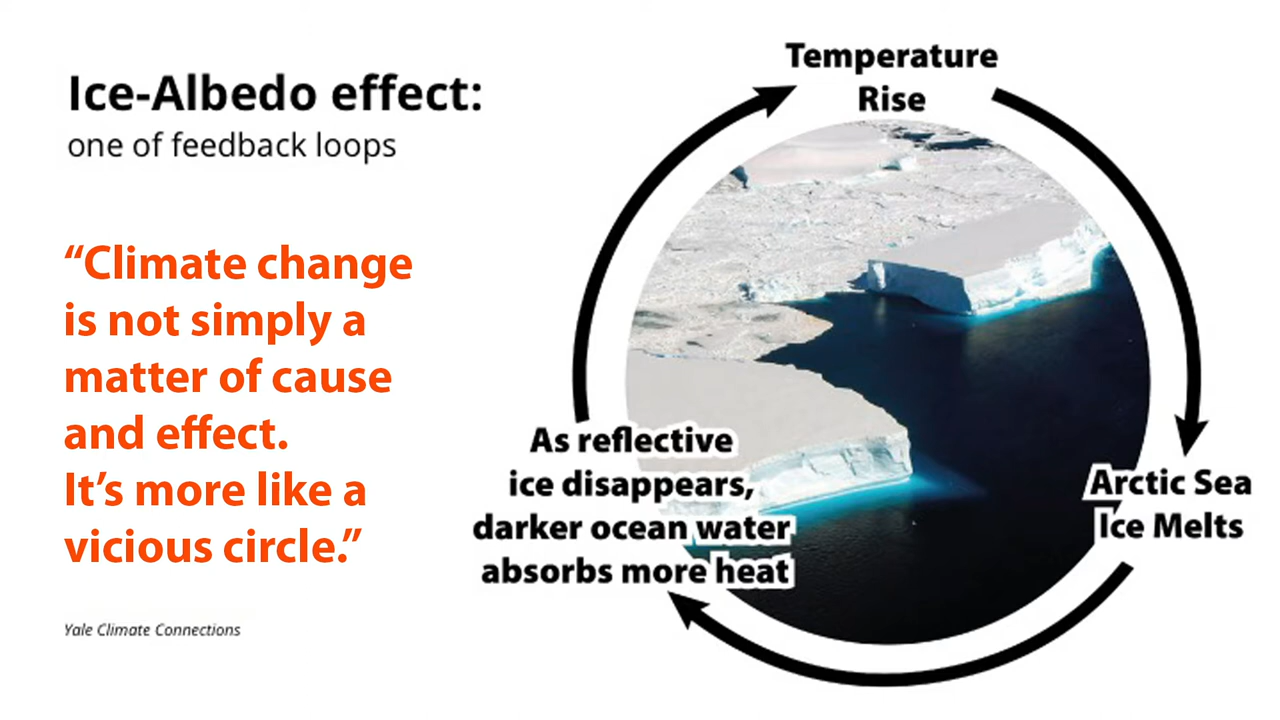 Ice-Albedo effect:
one of feedback loops
“Climate change
is not simply a
matter of cause
and effect.
It’s more like a
vicious circle.”
Yale Climate Connections
Temperature
Rise
Arctic Sea
Ice Melts
As reflective
ice disappears,
darker ocean water
absorbs more heat